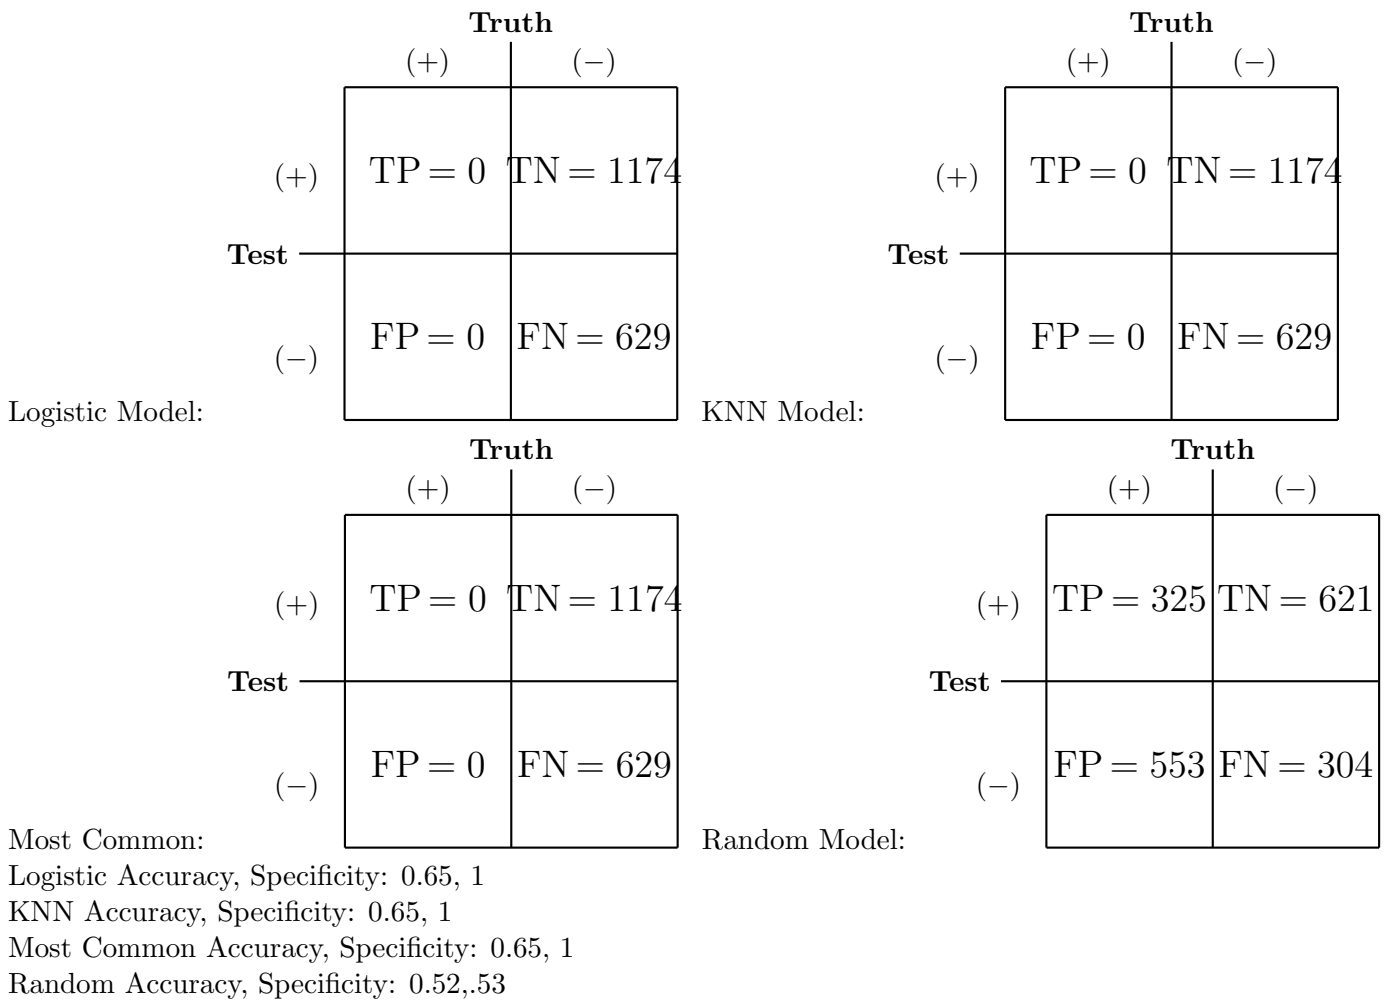 Truth
(+) (−)
(+) TP = 0 TN = 1174
Test
(−) FP = 0 FN = 629
Logistic Model:
Truth
(+) (−)
(+) TP = 0 TN = 1174
Test
(−) FP = 0 FN = 629
KNN Model:
Truth
(+) (−)
(+) TP = 0 TN = 1174
Test
(−) FP = 0 FN = 629
Most Common:
Truth
(+) (−)
(+) TP = 325 TN = 621
Test
(−) FP = 553 FN = 304
Random Model:
Logistic Accuracy, Specificity: 0.65, 1
KNN Accuracy, Specificity: 0.65, 1
Most Common Accuracy, Specificity: 0.65, 1
Random Accuracy, Specificity: 0.52,.53